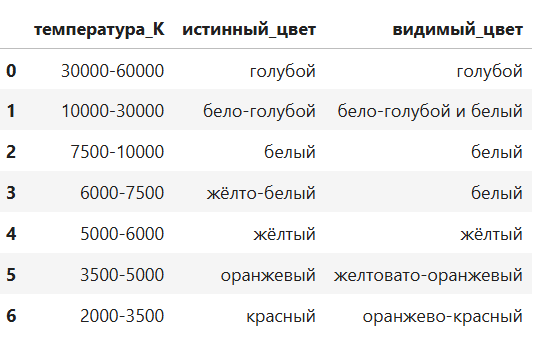 температура_K истинный_цвет видимый_цвет
0 30000-60000 голубой голубой
1 10000-30000 бело-голубой бело-голубой и белый
2 7500-10000 белый белый
3 6000-7500 жёлто-белый белый
4 5000-6000 жёлтый жёлтый
5 3500-5000 оранжевый желтовато-оранжевый
6 2000-3500 красный оранжево-красный